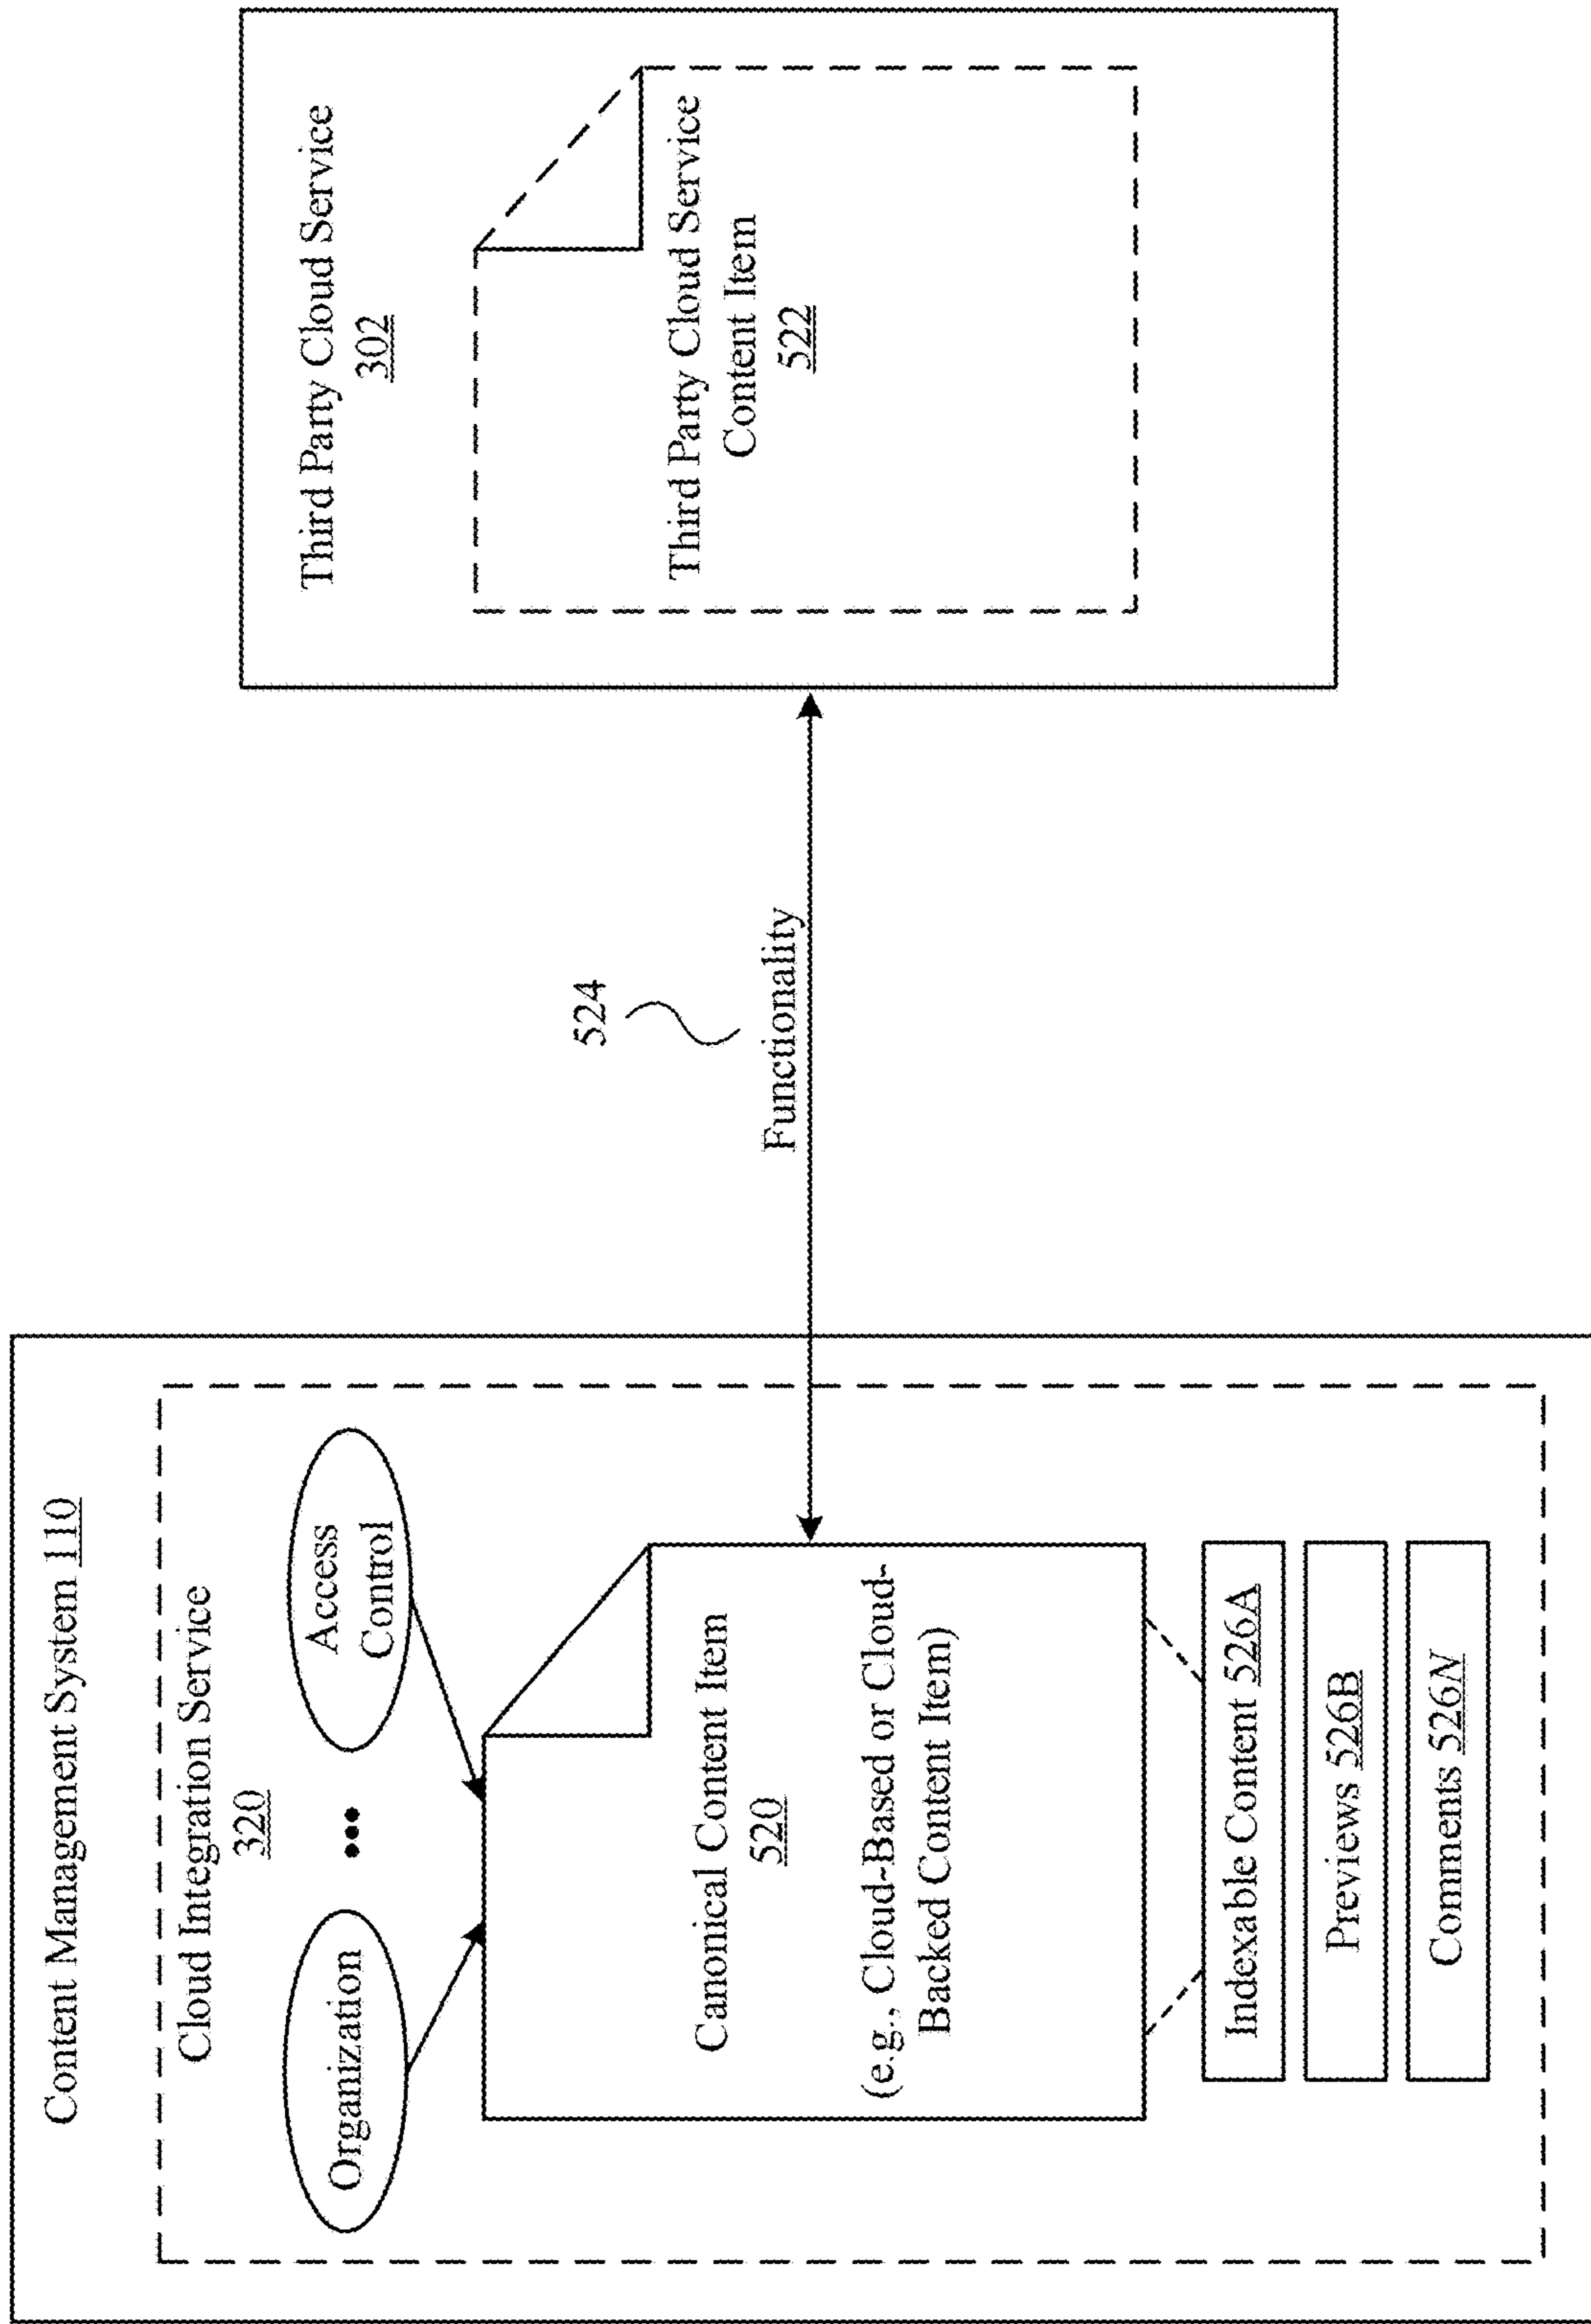 Content Management System 110
Cloud Integration Service
320
Organization
•••
Access
Control
Canonical Content Item
520
(e.g., Cloud-Based or Cloud-
Backed Content Item)
Indexable Content 526A
Previews 526B
Comments 526N
524
Functionality
Third Party Cloud Service
302
Third Party Cloud Service
Content Item
522